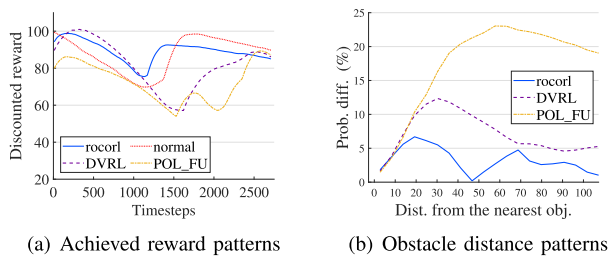 Discounted reward
100
80
60
40
20
rocorl
normal
DVRL
POL_FU
0
500
1000
1500
2000
2500
Timesteps
(a) Achieved reward patterns
Prob. diff. (%)
25
20
15
10
5
0
rocorl
DVRL
POL_FU
0 10 20 30 40 50 60 70 80 90 100
Dist. from the nearest obj.
(b) Obstacle distance patterns